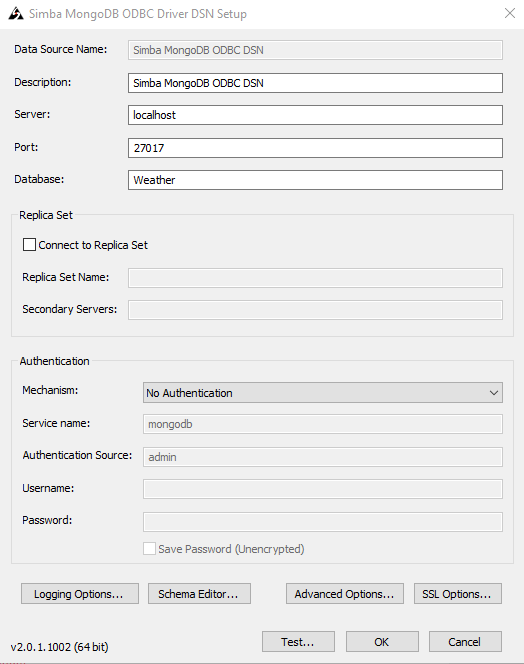 Simba MongoDB ODBC Driver DSN Setup
Data Source Name: Simba MongoDB ODBC DSN
Description: Simba MongoDB ODBC DSN
Server: localhost
Port: 27017
Database: Weather
Replica Set
Connect to Replica Set
Replica Set Name:
Secondary Servers:
Authentication
Mechanism: No Authentication
Service name: mongodb
Authentication Source: admin
Username:
Password:
Save Password (Unencrypted)
Logging Options... Schema Editor... Advanced Options... SSL Options...
v2.0.1.1002 (64 bit) Test... OK Cancel